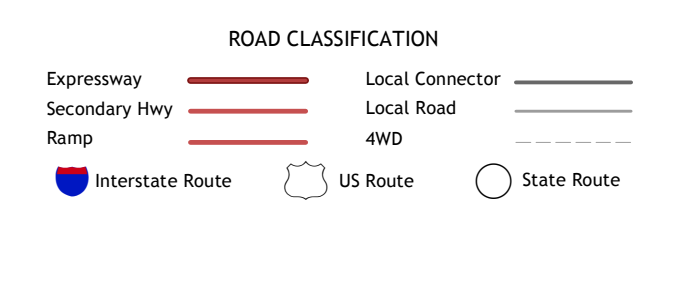 ROAD CLASSIFICATION
Expressway
Secondary Hwy
Ramp
Local Connector
Local Road
4WD
Interstate Route
US Route
State Route